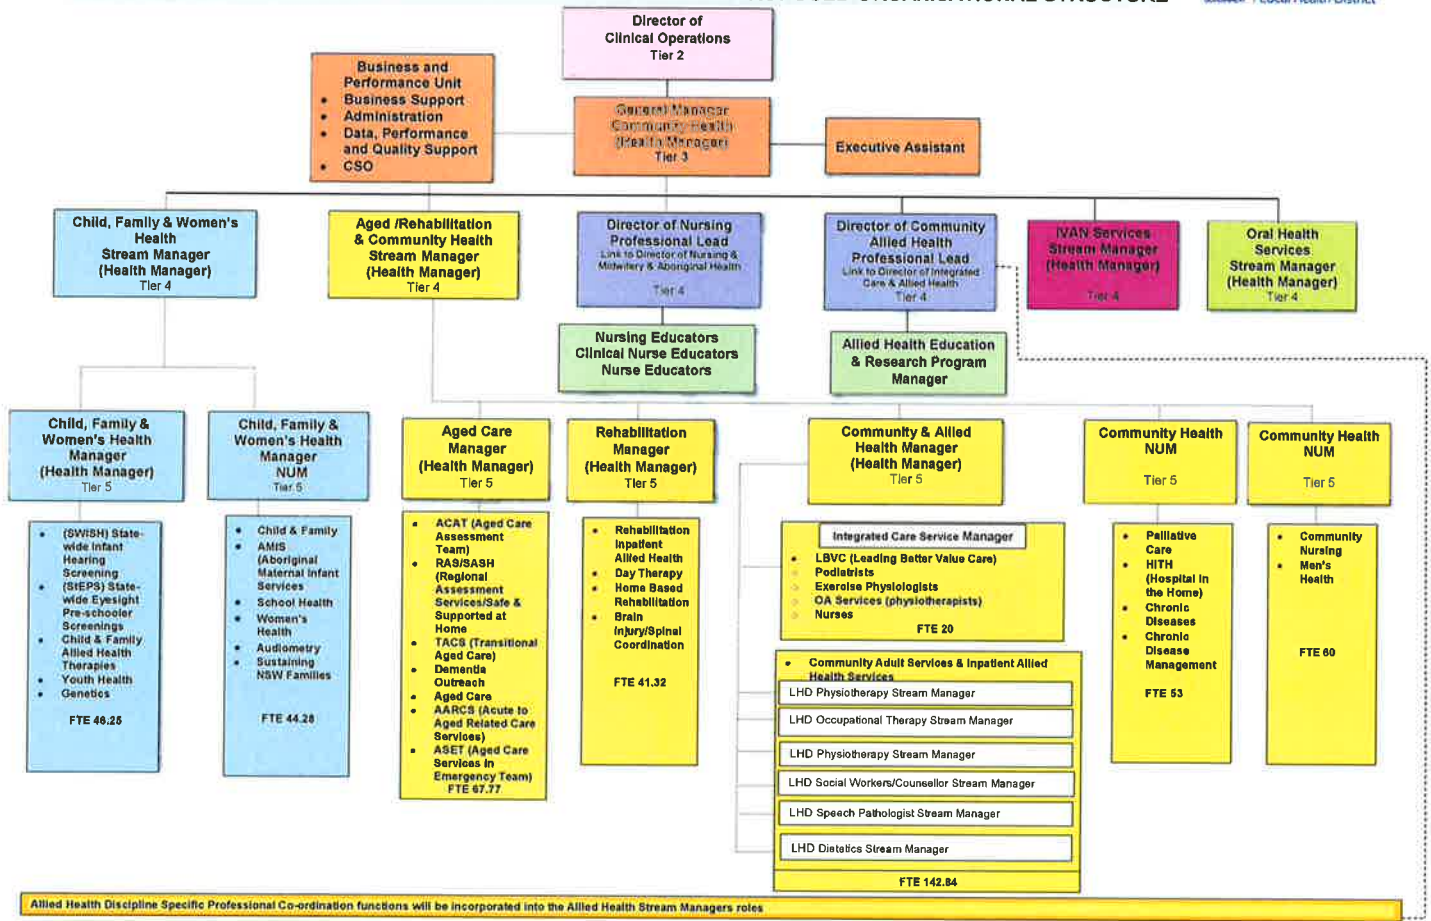 ORGANISATIONAL STRUCTURE
Local Health District
Director of
Clinical Operations
Tier 2
Business and
Performance Unit
• Business Support
• Administration
• Data, Performance
and Quality Support
• CSO
General Manager
Community Health
(Health Manager)
Tier 3
Executive Assistant
Child, Family & Women's
Health
Stream Manager
(Health Manager)
Tier 4
Aged /Rehabilitation
& Community Health
Stream Manager
(Health Manager)
Tier 4
Director of Nursing
Professional Lead
Link to Director of Nursing &
Midwifery & Aboriginal Health
Tier 4
Director of Community
Allied Health
Professional Lead
Link to Director of Integrated
Care & Allied Health
Tier 4
IVAN Services
Stream Manager
(Health Manager)
Tier 4
Oral Health
Services
Stream Manager
(Health Manager)
Tier 4
Nursing Educators
Clinical Nurse Educators
Nurse Educators
Allied Health Education
& Research Program
Manager
Child, Family &
Women's Health
Manager
(Health Manager)
Tier 5
Child, Family &
Women's Health
Manager
NUM
Tier 5
Aged Care
Manager
(Health Manager)
Tier 5
Rehabilitation
Manager
(Health Manager)
Tier 5
Community & Allied
Health Manager
(Health Manager)
Tier 5
Community Health
NUM
Tier 5
Community Health
NUM
Tier 5
• (SWISH) State-
wide Infant
Hearing
Screening
• (StEPS) State-
wide Eyesight
Pre-schooler
Screenings
• Child & Family
Allied Health
Therapies
• Youth Health
• Genetics
FTE 46.25
• Child & Family
• AMIS
(Aboriginal
Maternal Infant
Services
• School Health
• Women's
Health
• Audiometry
• Sustaining
NSW Families
FTE 44.28
• ACAT (Aged Care
Assessment
Team)
• RAS/SASH
(Regional
Assessment
Services/Safe &
Supported at
Home
• TACS (Transitional
Aged Care)
• Dementia
Outreach
• Aged Care
• AARCS (Acute to
Aged Related Care
Services)
• ASET (Aged Care
Services in
Emergency Team)
FTE 67.77
• Rehabilitation
Inpatient
Allied Health
• Day Therapy
• Home Based
Rehabilitation
• Brain
Injury/Spinal
Coordination
FTE 41.32
Integrated Care Service Manager
• LBVC (Leading Better Value Care)
○ Podiatrists
○ Exercise Physiologists
○ OA Services (physiotherapists)
○ Nurses
FTE 20
• Community Adult Services & Inpatient Allied
Health Services
LHD Physiotherapy Stream Manager
LHD Occupational Therapy Stream Manager
LHD Physiotherapy Stream Manager
LHD Social Workers/Counsellor Stream Manager
LHD Speech Pathologist Stream Manager
LHD Dietetics Stream Manager
FTE 142.84
• Palliative
Care
• HITH
(Hospital in
the Home)
• Chronic
Diseases
• Chronic
Disease
Management
FTE 53
• Community
Nursing
• Men's
Health
FTE 60
Allied Health Discipline Specific Professional Co-ordination functions will be incorporated into the Allied Health Stream Managers roles